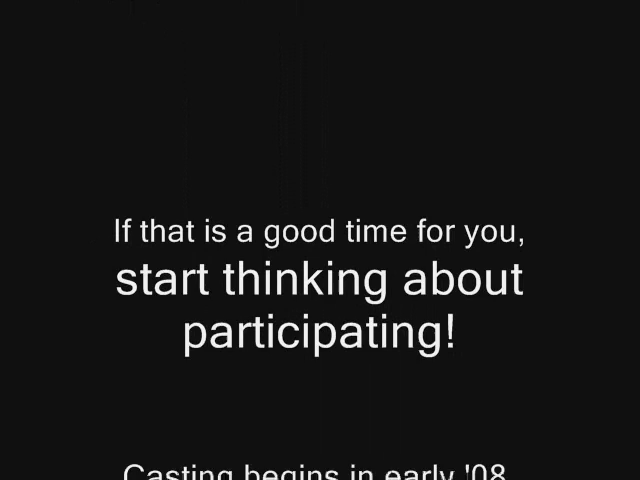 If that is a good time for you,
start thinking about
participating!
Casting begins in early '08